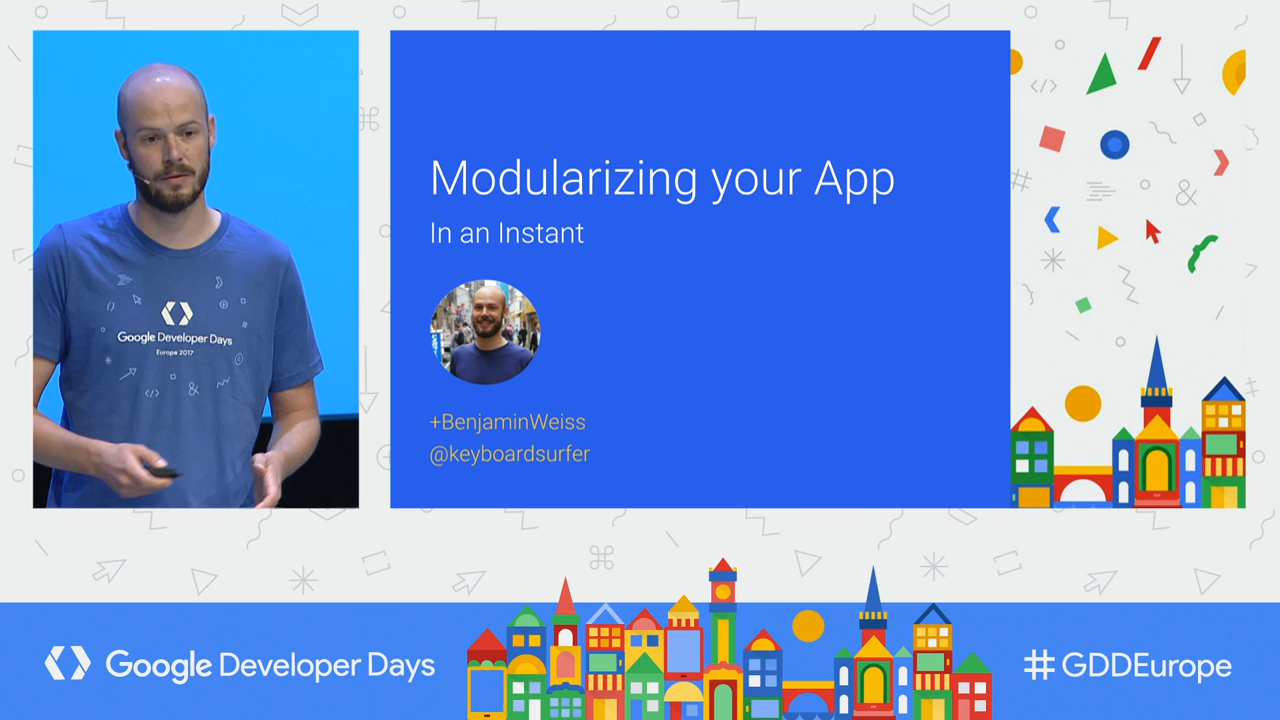 Modularizing your App
In an Instant
+BenjaminWeiss
@keyboardsurfer
Google Developer Days
Europe 2017
Google Developer Days
#GDDEurope